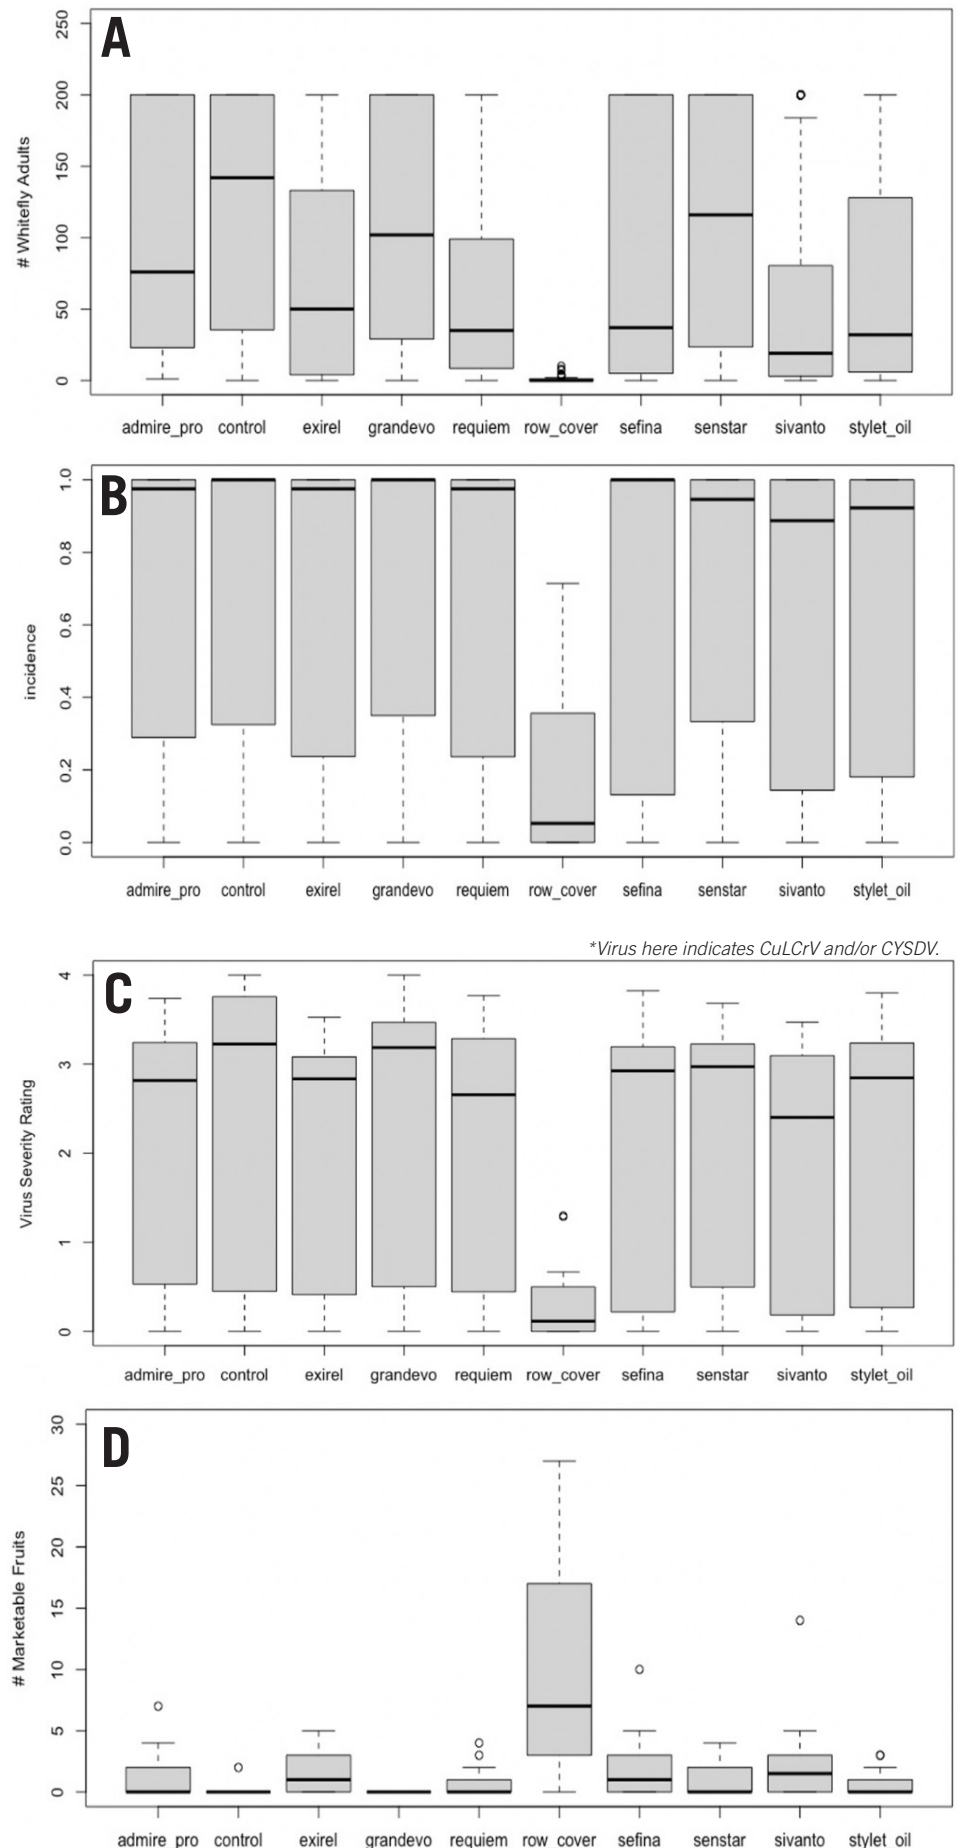 A
# Whitefly Adults
250
200
150
100
50
0
admire_pro control exirel grandevo requiem row_cover sefina senstar sivanto stylet_oil
B
incidence
1.0
0.8
0.6
0.4
0.2
0.0
admire_pro control exirel grandevo requiem row_cover sefina senstar sivanto stylet_oil
*Virus here indicates CuLCrV and/or CYSDV.
C
Virus Severity Rating
4
3
2
1
0
admire_pro control exirel grandevo requiem row_cover sefina senstar sivanto stylet_oil
D
# Marketable Fruits
30
25
20
15
10
5
0
admire_pro control exirel grandevo requiem row_cover sefina senstar sivanto stylet_oil